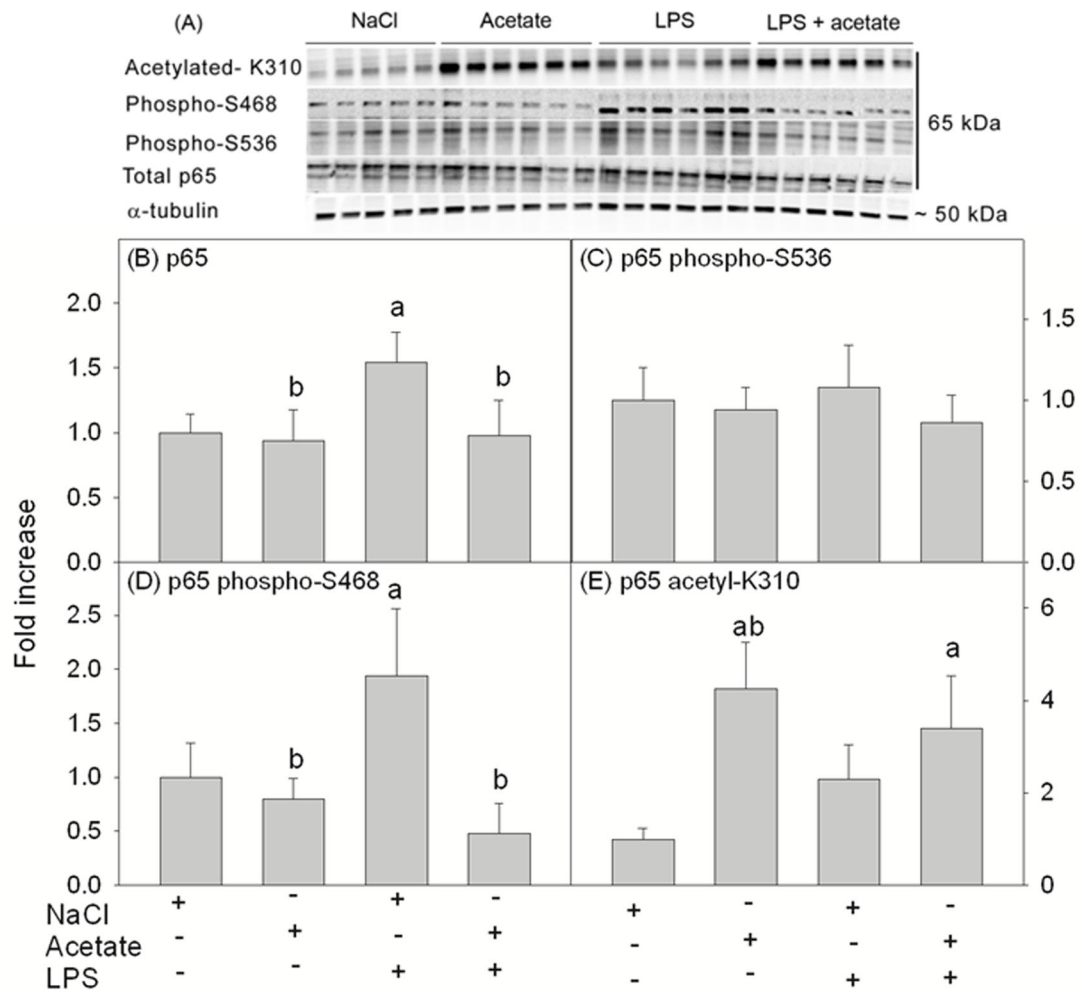 (A) NaCl Acetate LPS LPS + acetate
Acetylated- K310
Phospho-S468
65 kDa
Phospho-S536
Total p65
α-tubulin
~ 50 kDa
(B) p65
(C) p65 phospho-S536
2.0
1.5
1.0
0.5
0.0
a
b
b
1.5
1.0
0.5
0.0
Fold increase
(D) p65 phospho-S468
(E) p65 acetyl-K310
2.5
2.0
1.5
1.0
0.5
0.0
a
b
b
ab
a
6
4
2
0
NaCl + - + - + - + -
Acetate - + - + - + - +
LPS - - + + - - + +